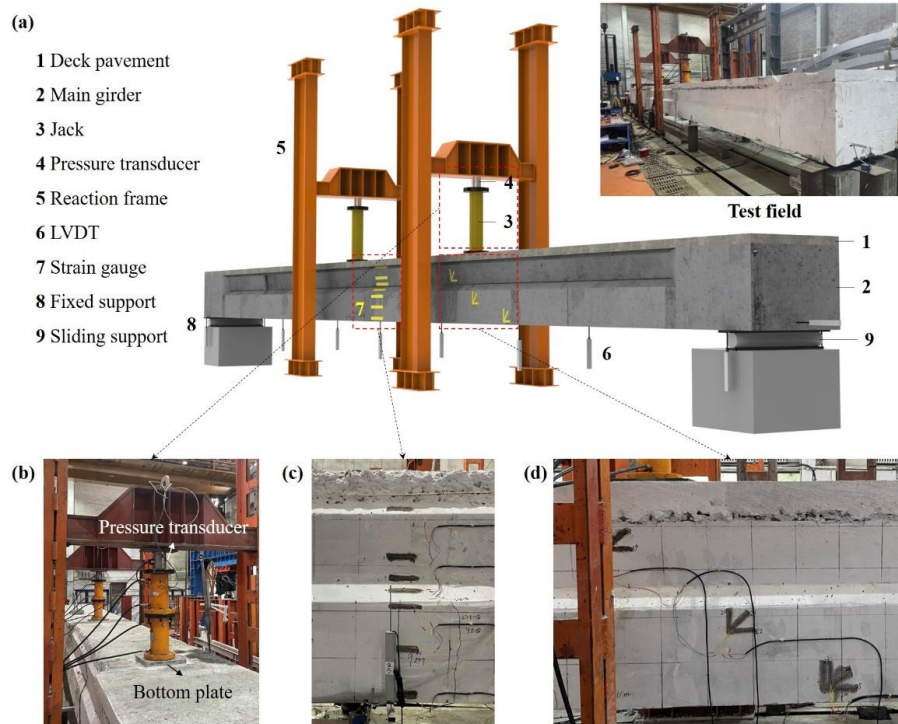 (a)
1 Deck pavement
2 Main girder
3 Jack
4 Pressure transducer
5 Reaction frame
6 LVDT
7 Strain gauge
8 Fixed support
9 Sliding support
5
4
3
7
8
6
Test field
1
2
9
(b)
Pressure transducer
Bottom plate
(c)
(d)